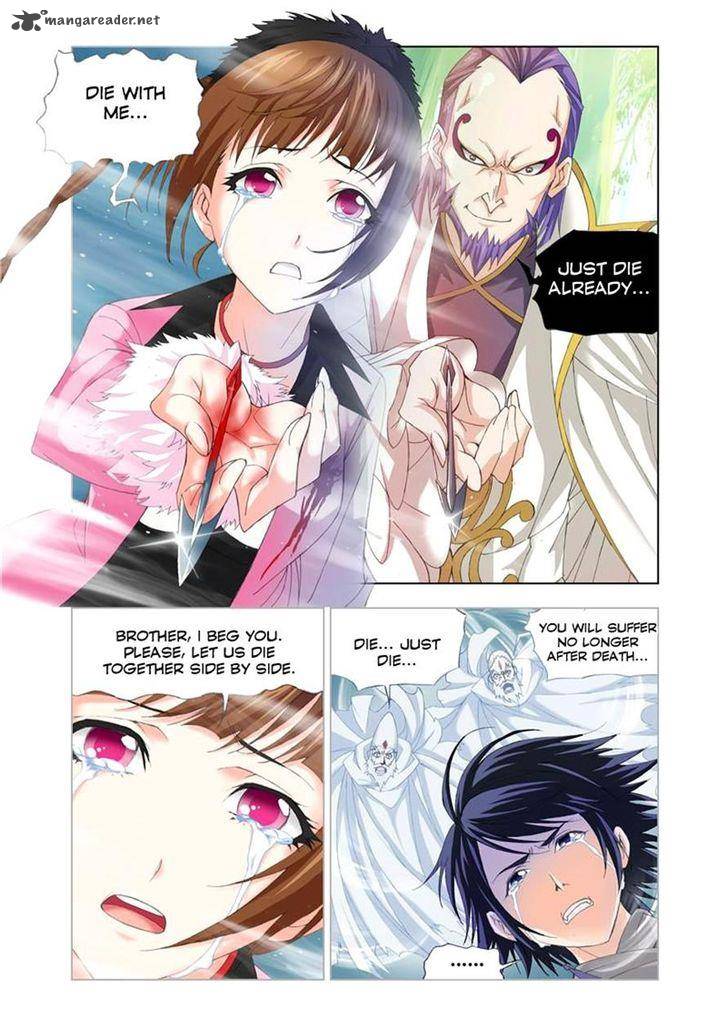 mangareader.net
DIE WITH
ME...
JUST DIE
ALREADY...
BROTHER, I BEG YOU.
PLEASE, LET US DIE
TOGETHER SIDE BY SIDE.
DIE... JUST
DIE...
YOU WILL SUFFER
NO LONGER
AFTER DEATH...
......